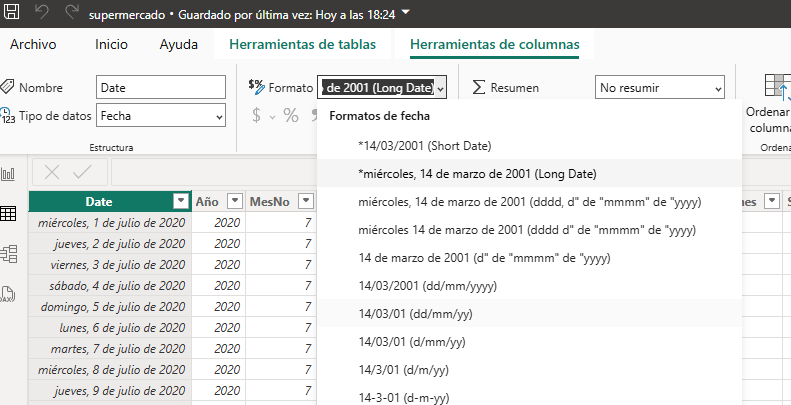 supermercado • Guardado por última vez: Hoy a las 18:24
Archivo Inicio Ayuda Herramientas de tablas Herramientas de columnas
Nombre Date
Formato de 2001 (Long Date)
Resumen No resumir
Tipo de datos Fecha
$ %
Ordenar
column
Estructura
Ordena
Formatos de fecha
*14/03/2001 (Short Date)
*miércoles, 14 de marzo de 2001 (Long Date)
miércoles, 14 de marzo de 2001 (dddd, d" de "mmmm" de "yyyy)
miércoles 14 de marzo de 2001 (dddd d" de "mmmm" de "yyyy)
14 de marzo de 2001 (d" de "mmmm" de "yyyy)
14/03/2001 (dd/mm/yyyy)
14/03/01 (dd/mm/yy)
14/03/01 (d/mm/yy)
14/3/01 (d/m/yy)
14-3-01 (d-m-yy)
Date Año MesNo nes S
miércoles, 1 de julio de 2020 2020 7
jueves, 2 de julio de 2020 2020 7
viernes, 3 de julio de 2020 2020 7
sábado, 4 de julio de 2020 2020 7
domingo, 5 de julio de 2020 2020 7
lunes, 6 de julio de 2020 2020 7
martes, 7 de julio de 2020 2020 7
miércoles, 8 de julio de 2020 2020 7
jueves, 9 de julio de 2020 2020 7